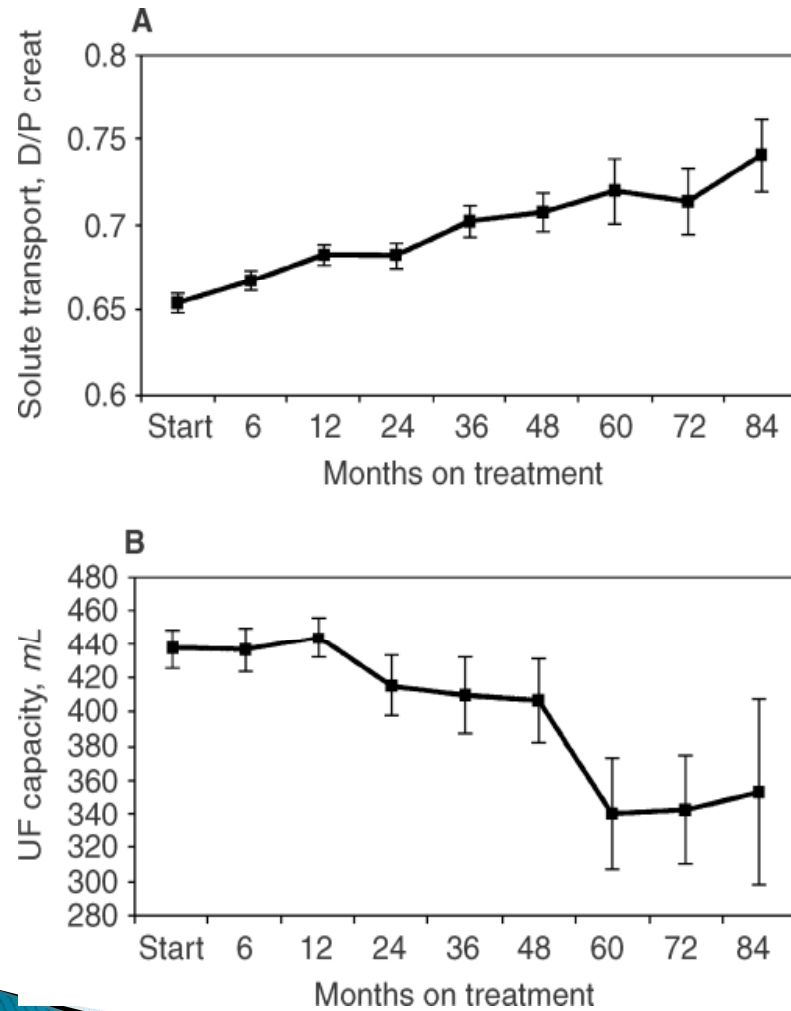 A
Solute transport, D/P creat
0.8
0.75
0.7
0.65
0.6
Start 6 12 24 36 48 60 72 84
Months on treatment
B
UF capacity, mL
480
460
440
420
400
380
360
340
320
300
280
Start 6 12 24 36 48 60 72 84
Months on treatment